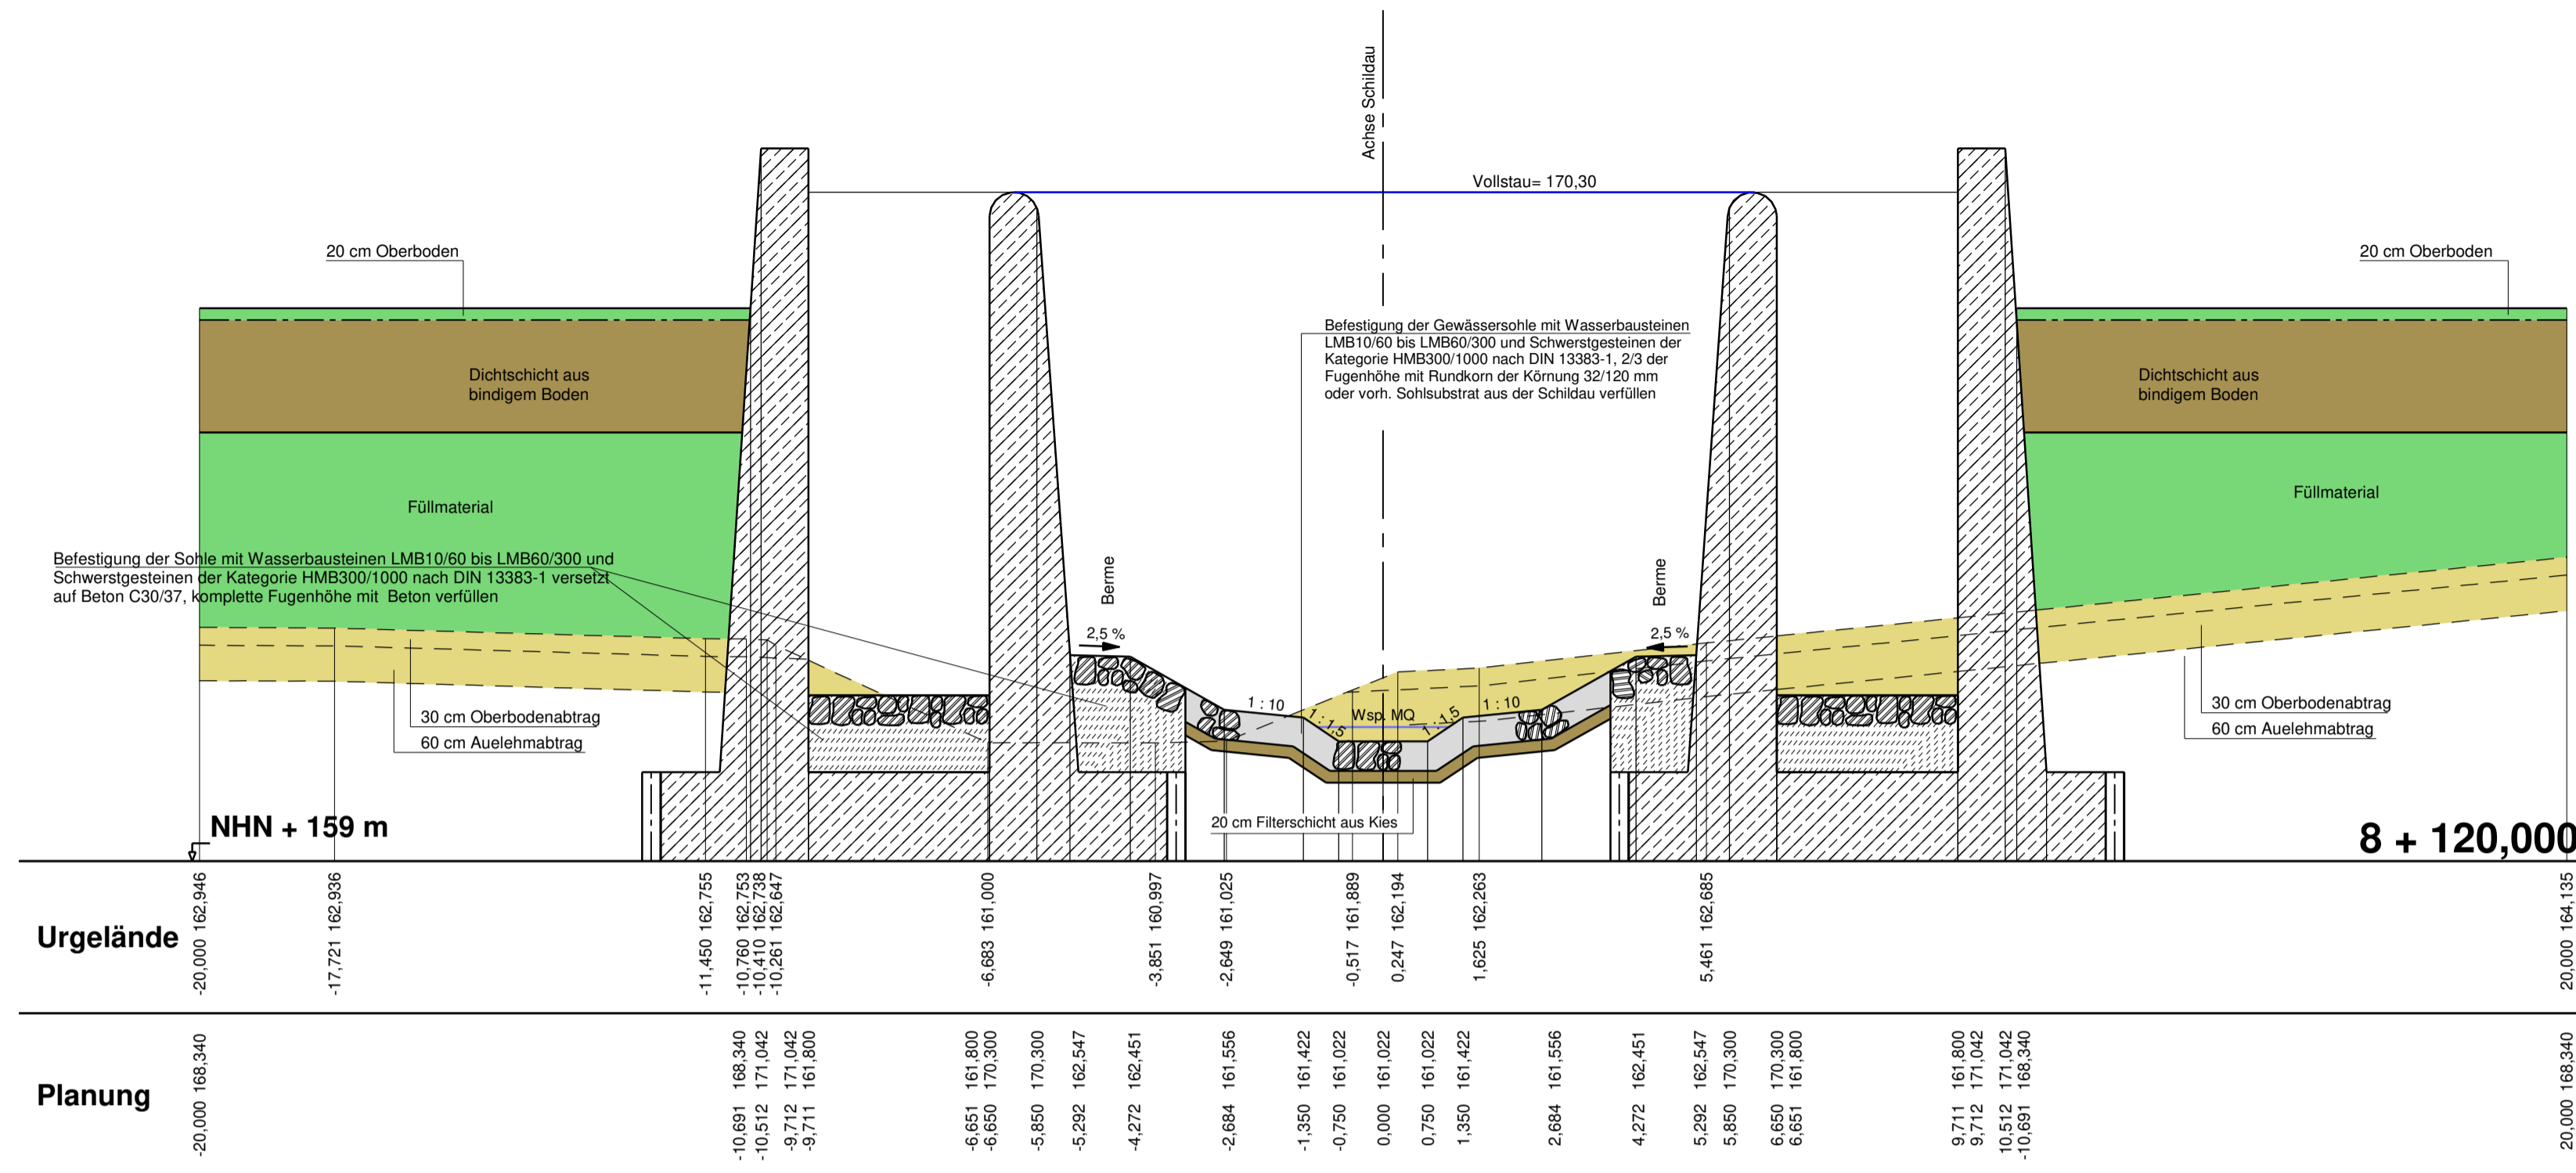 Achse Schildau
Vollstau= 170,30
20 cm Oberboden
20 cm Oberboden
Befestigung der Gewässersohle mit Wasserbausteinen
LMB10/60 bis LMB60/300 und Schwerstgesteinen der
Kategorie HMB300/1000 nach DIN 13383-1, 2/3 der
Fugenhöhe mit Rundkorn der Körnung 32/120 mm
oder vorh. Sohlsubstrat aus der Schildau verfüllen
Dichtschicht aus
bindigem Boden
Dichtschicht aus
bindigem Boden
Füllmaterial
Füllmaterial
Befestigung der Sohle mit Wasserbausteinen LMB10/60 bis LMB60/300 und
Schwerstgesteinen der Kategorie HMB300/1000 nach DIN 13383-1 versetzt
auf Beton C30/37, komplette Fugenhöhe mit Beton verfüllen
Berme
Berme
2,5 %
2,5 %
1 : 10
1 : 1,5
Wsp. MQ
1 : 1,5
1 : 10
30 cm Oberbodenabtrag
60 cm Auelehmabtrag
30 cm Oberbodenabtrag
60 cm Auelehmabtrag
20 cm Filterschicht aus Kies
NHN + 159 m
8 + 120,000
Urgelände
-20,000 162,946
-17,721 162,936
-11,450 162,755
-10,760 162,753
-10,410 162,738
-10,261 162,647
-6,683 161,000
-3,851 160,997
-2,649 161,025
-0,517 161,889
0,247 162,194
1,625 162,263
5,461 162,685
20,000 164,135
Planung
-20,000 168,340
-10,691 168,340
-10,512 171,042
-9,712 171,042
-9,711 161,800
-6,651 161,800
-6,650 170,300
-5,850 170,300
-5,292 162,547
-4,272 162,451
-2,684 161,556
-1,350 161,422
-0,750 161,022
0,000 161,022
0,750 161,022
1,350 161,422
2,684 161,556
4,272 162,451
5,292 162,547
5,850 170,300
6,650 170,300
6,651 161,800
9,711 161,800
9,712 171,042
10,512 171,042
-10,691 168,340
20,000 168,340